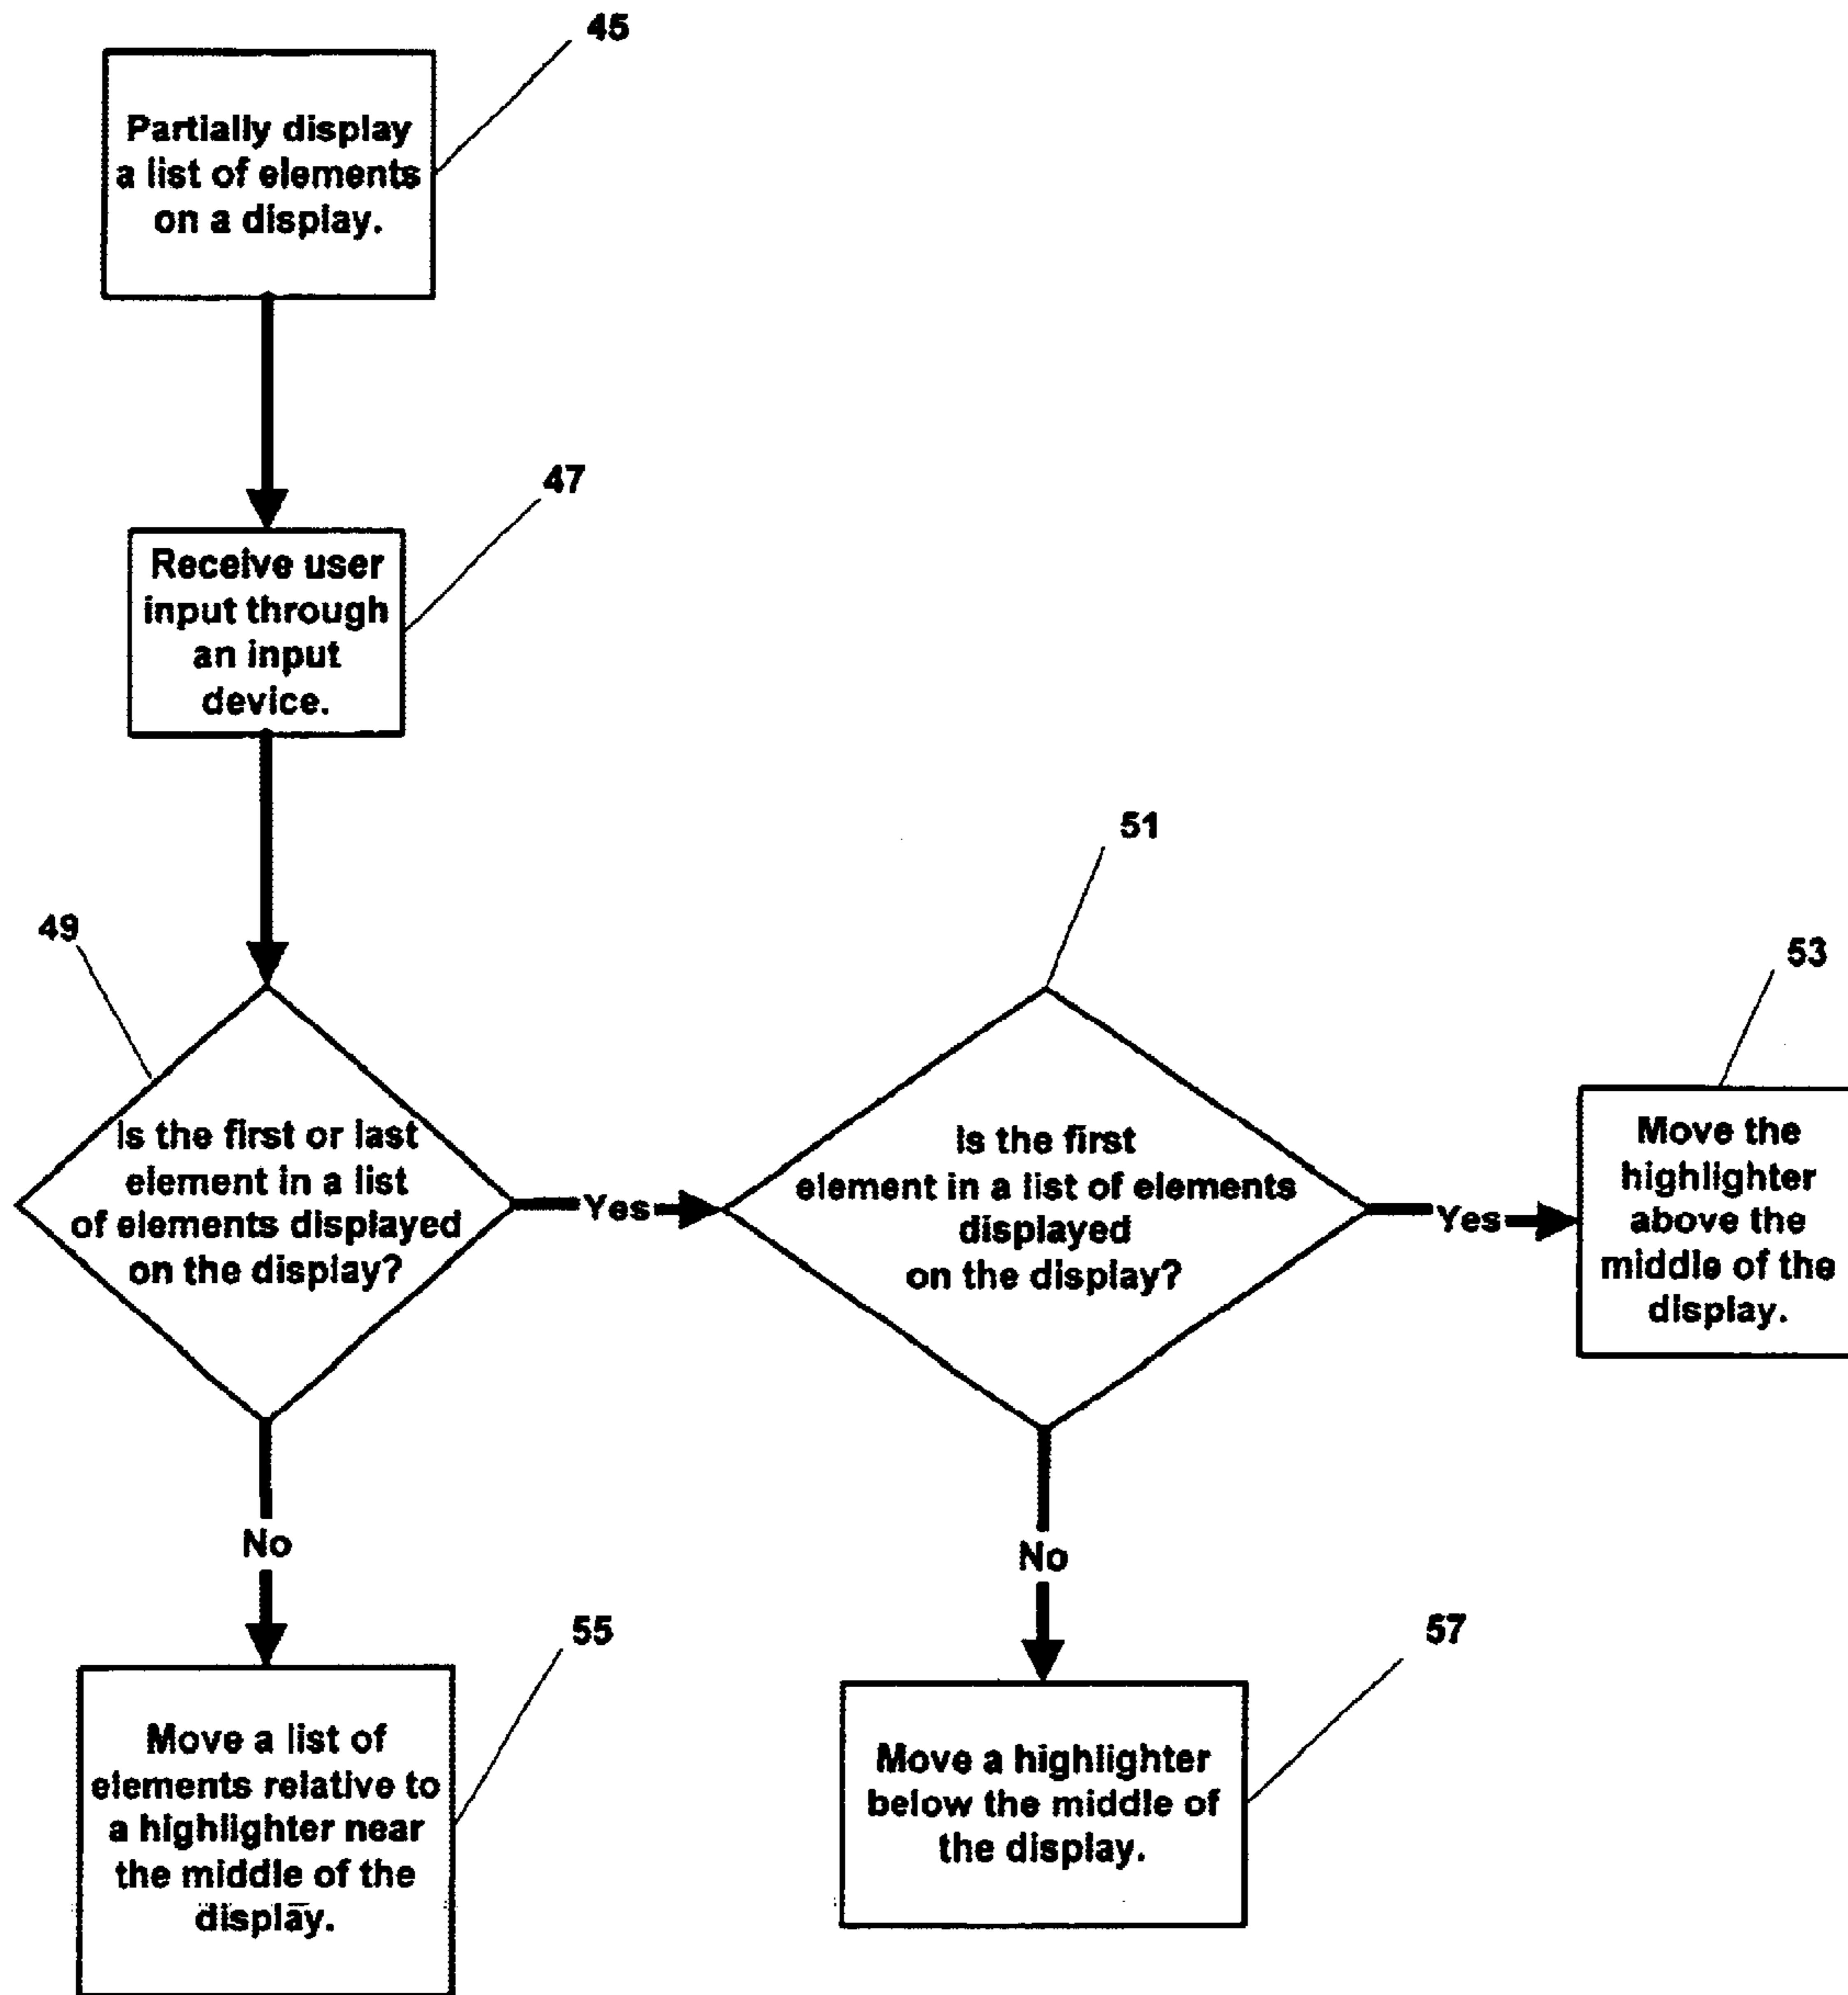 45
Partially display
a list of elements
on a display.
47
Receive user
input through
an input
device.
49
Is the first or last
element in a list
of elements displayed
on the display?
Yes
51
Is the first
element in a list of elements
displayed
on the display?
Yes
53
Move the
highlighter
above the
middle of the
display.
No
55
Move a list of
elements relative to
a highlighter near
the middle of the
display.
No
57
Move a highlighter
below the middle of
the display.